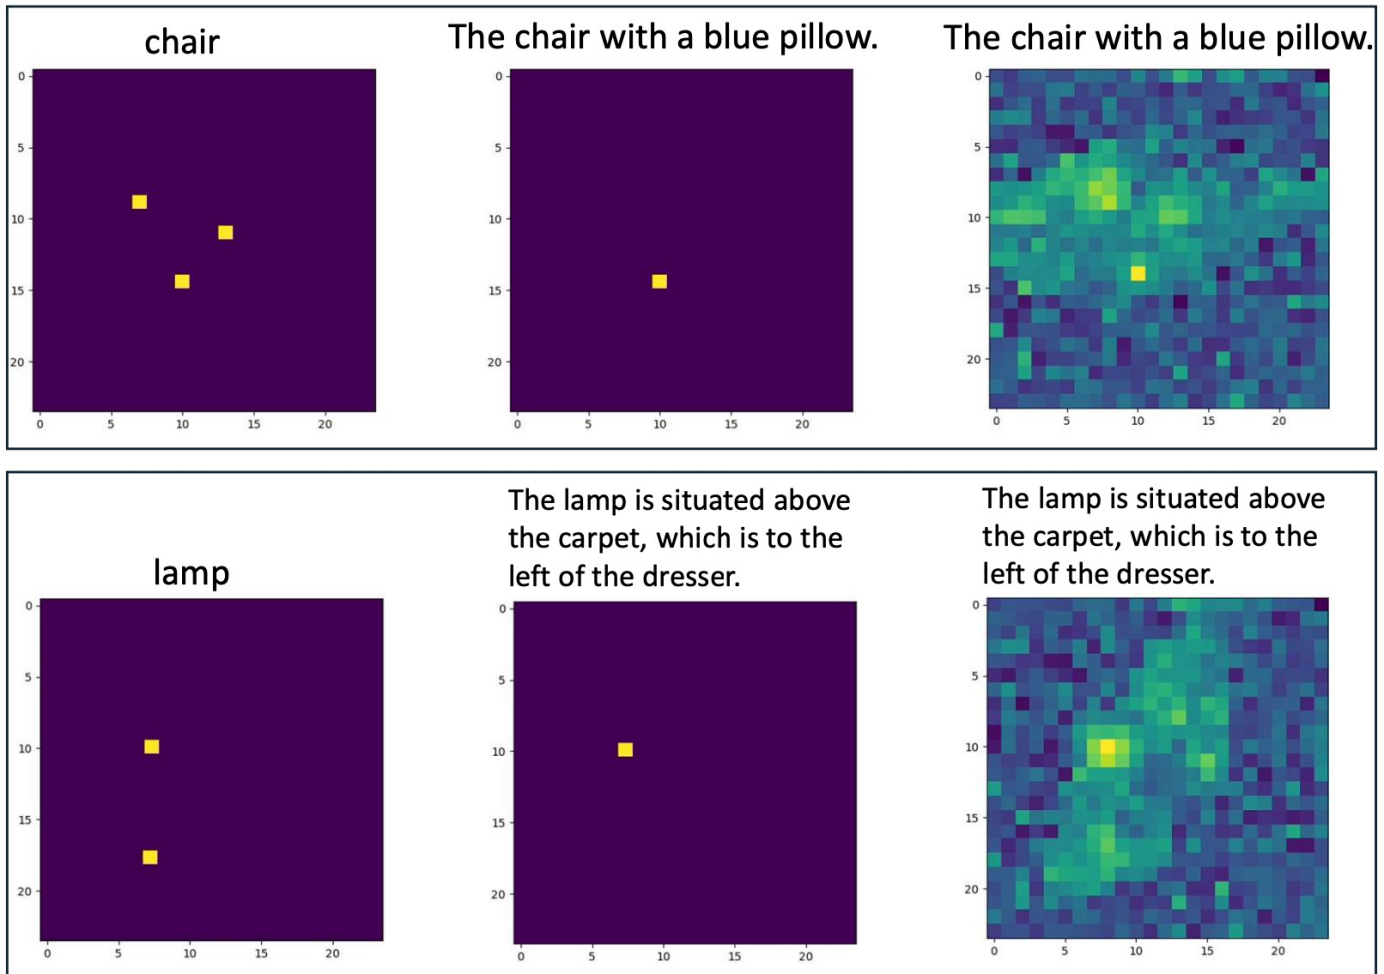 chair
The chair with a blue pillow.
The chair with a blue pillow.
0
5
10
15
20
0 5 10 15 20
0
5
10
15
20
0 5 10 15 20
0
5
10
15
20
0 5 10 15 20
lamp
The lamp is situated above
the carpet, which is to the
left of the dresser.
The lamp is situated above
the carpet, which is to the
left of the dresser.
0
5
10
15
20
0 5 10 15 20
0
5
10
15
20
0 5 10 15 20
0
5
10
15
20
0 5 10 15 20